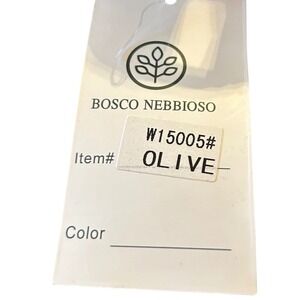 BOSCO NEBBIOSO
W15005#
Item# OLIVE
Color